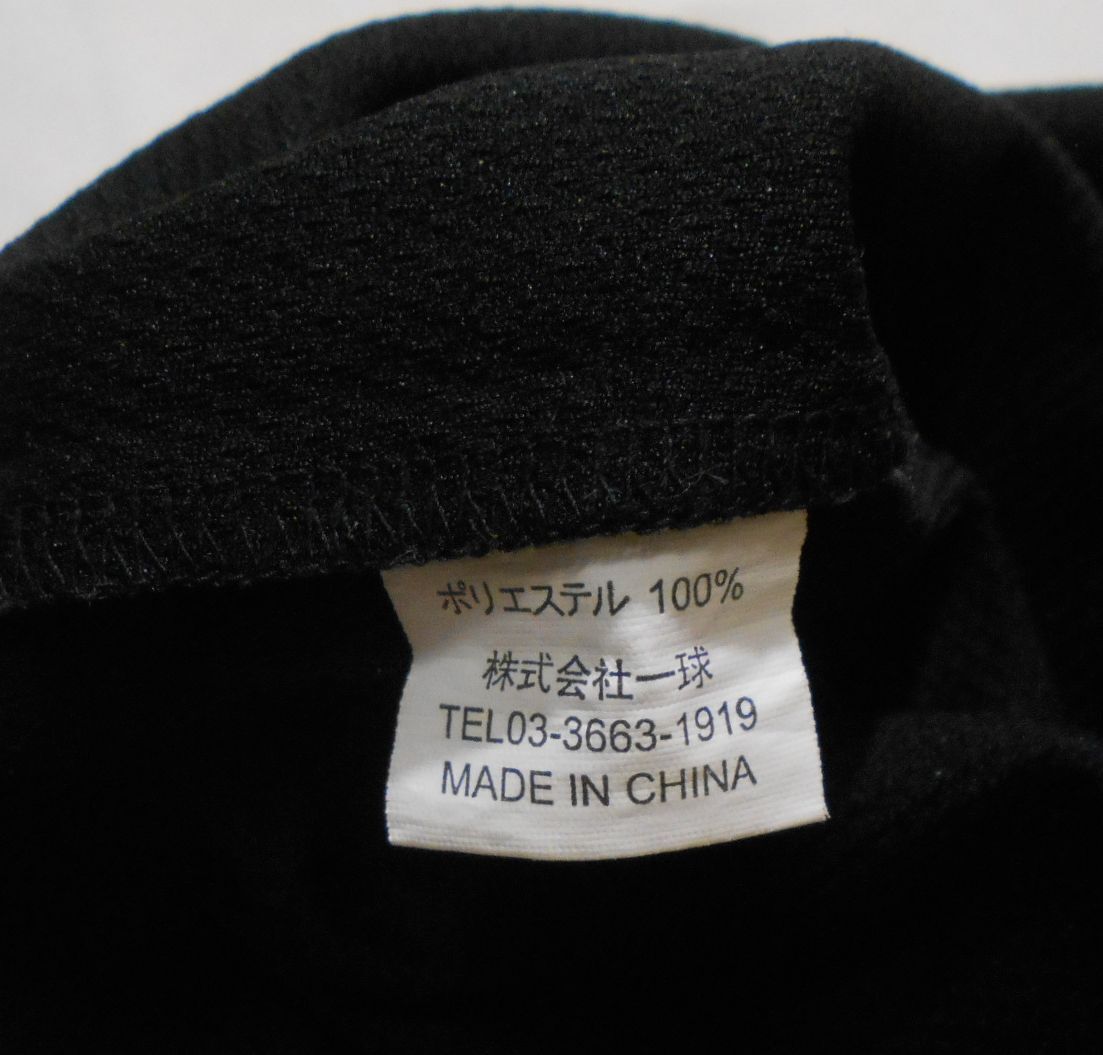 ポリエステル 100%
株式会社一球
TEL03-3663-1919
MADE IN CHINA